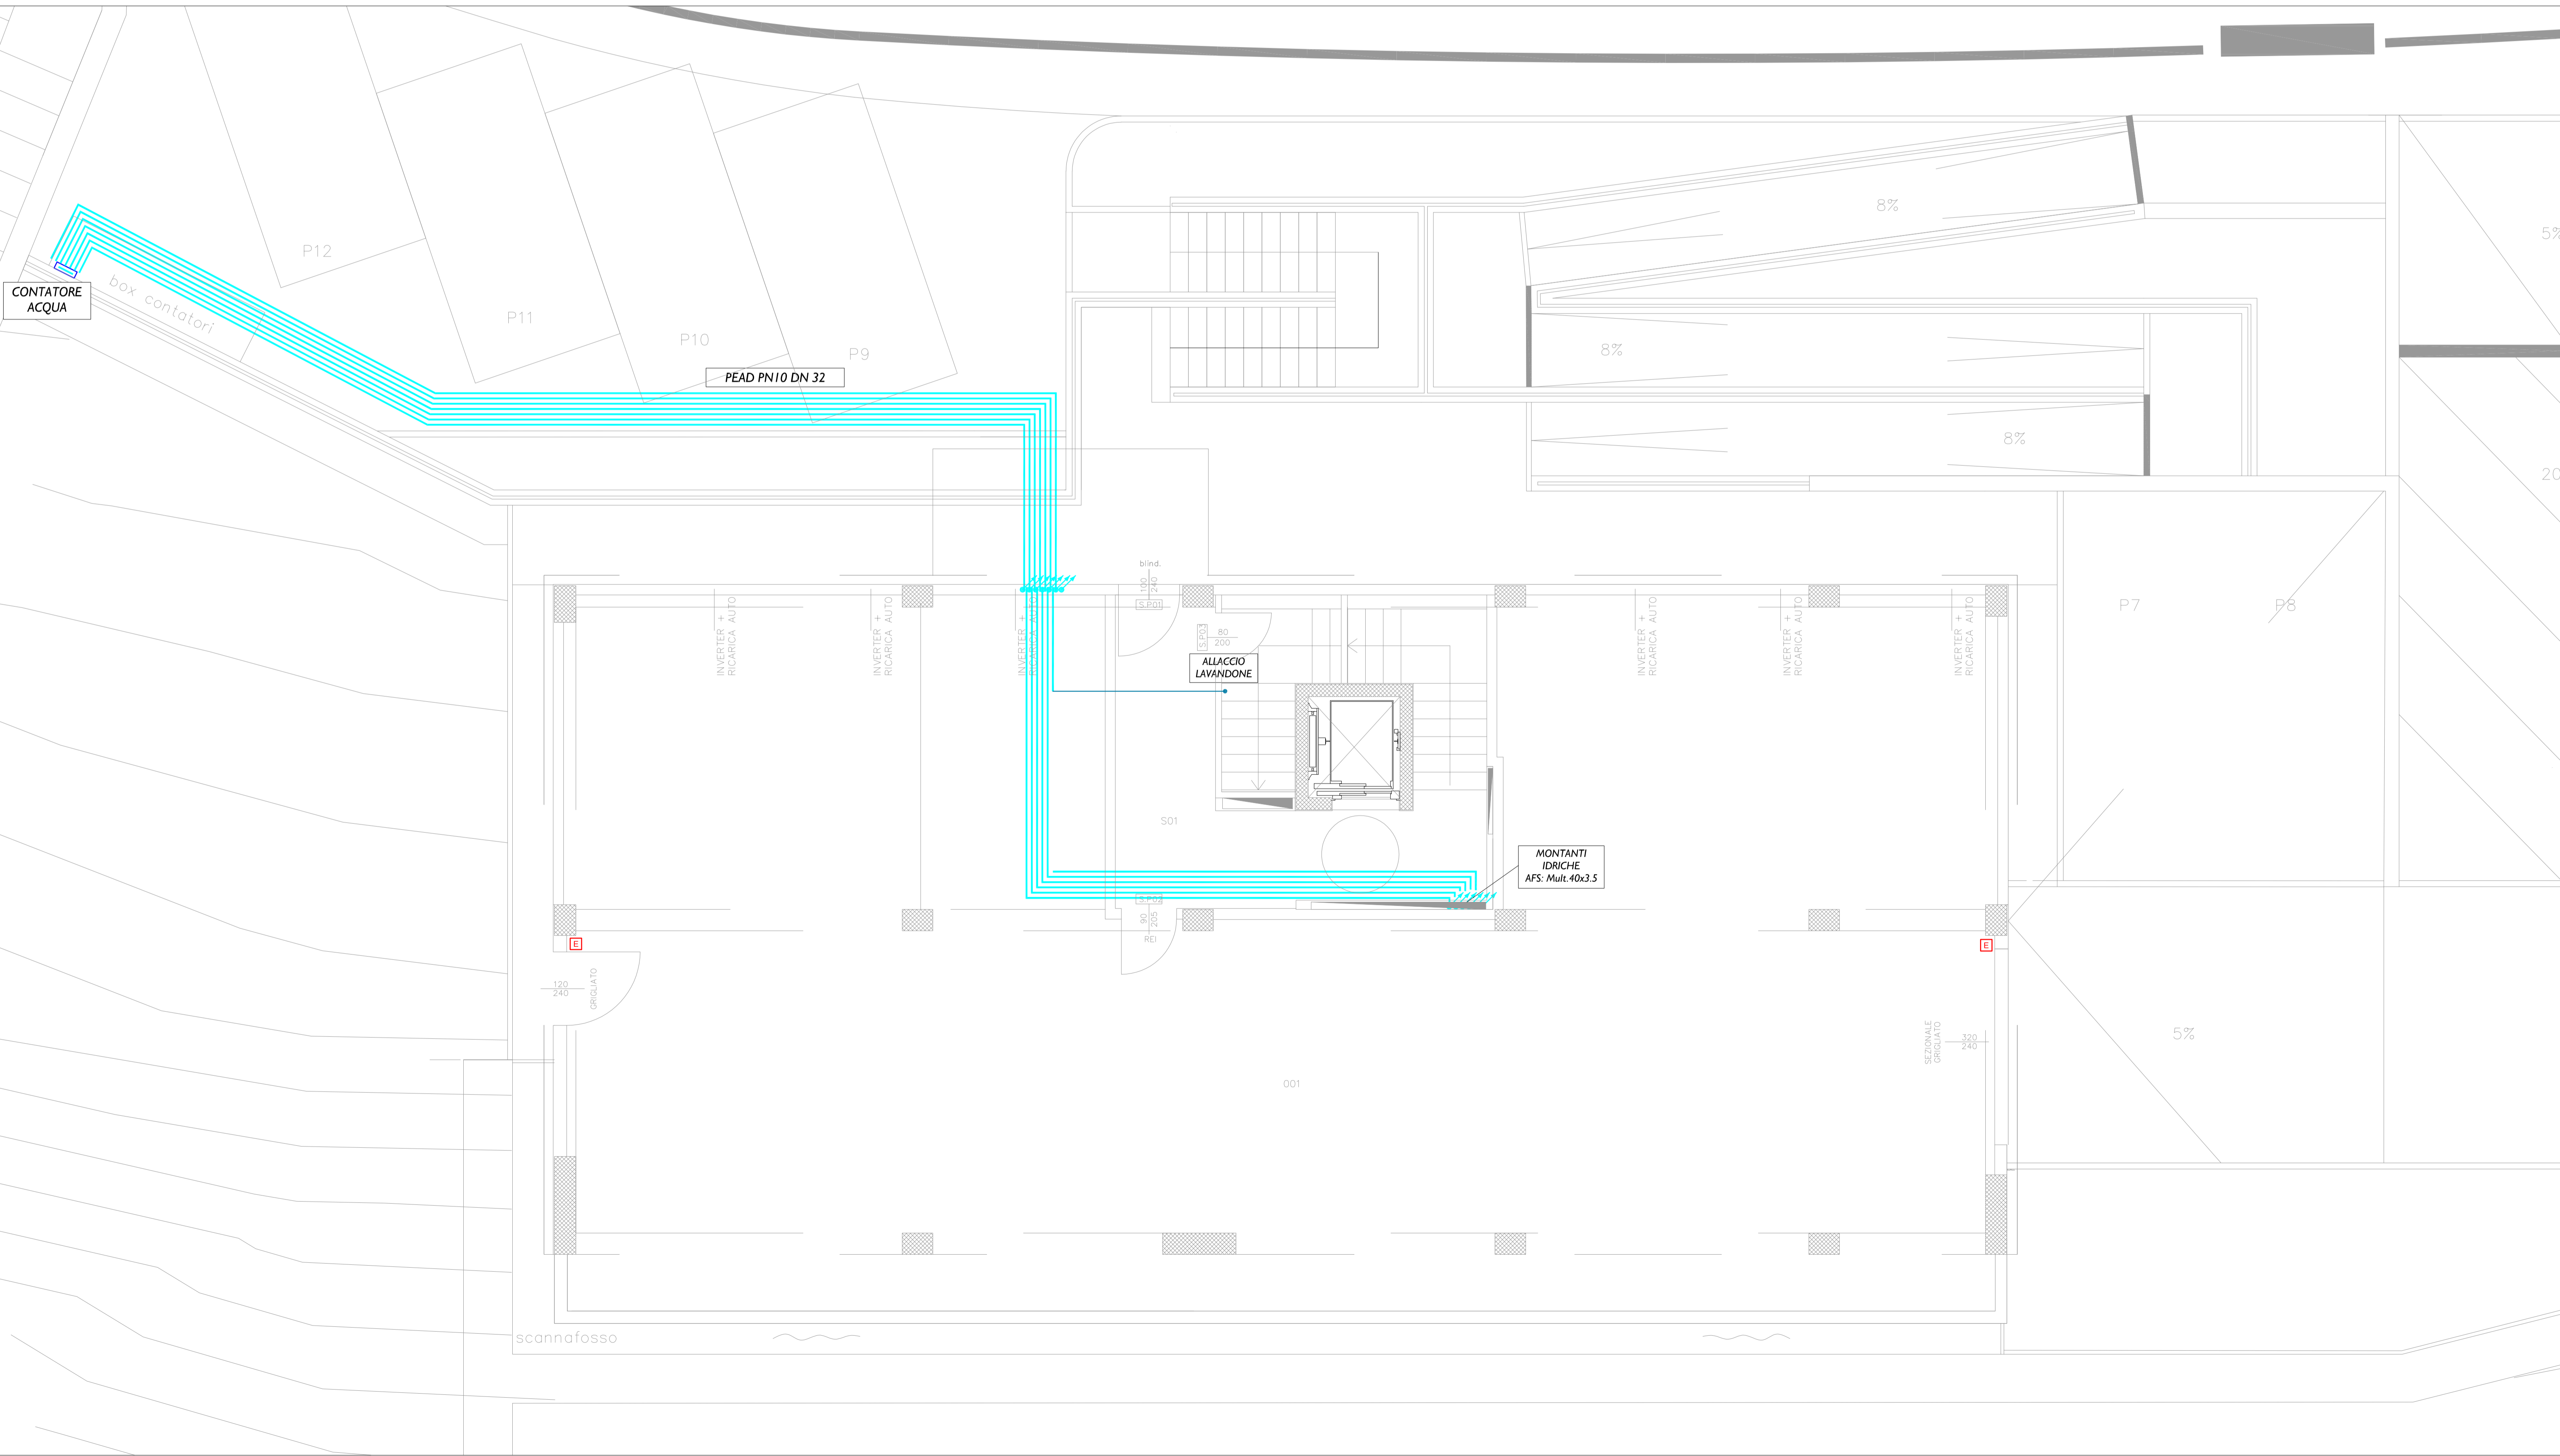 8%
5%
P12
box contatori
CONTATORE
ACQUA
P11
P10
P9
8%
PEAD PN10 DN 32
8%
blind.
100
240
S.P01
INVERTER +
RICARICA AUTO
INVERTER +
RICARICA AUTO
INVERTER +
RICARICA AUTO
S.P03
80
200
INVERTER +
RICARICA AUTO
INVERTER +
RICARICA AUTO
INVERTER +
RICARICA AUTO
P7
P8
ALLACCIO
LAVANDONE
S01
MONTANTI
IDRICHE
AFS: Mult.40x3.5
S.P02
90
205
REI
E
E
120
240
GRIGLIATO
SEZIONALE
GRIGLIATO
320
240
5%
001
scannafosso